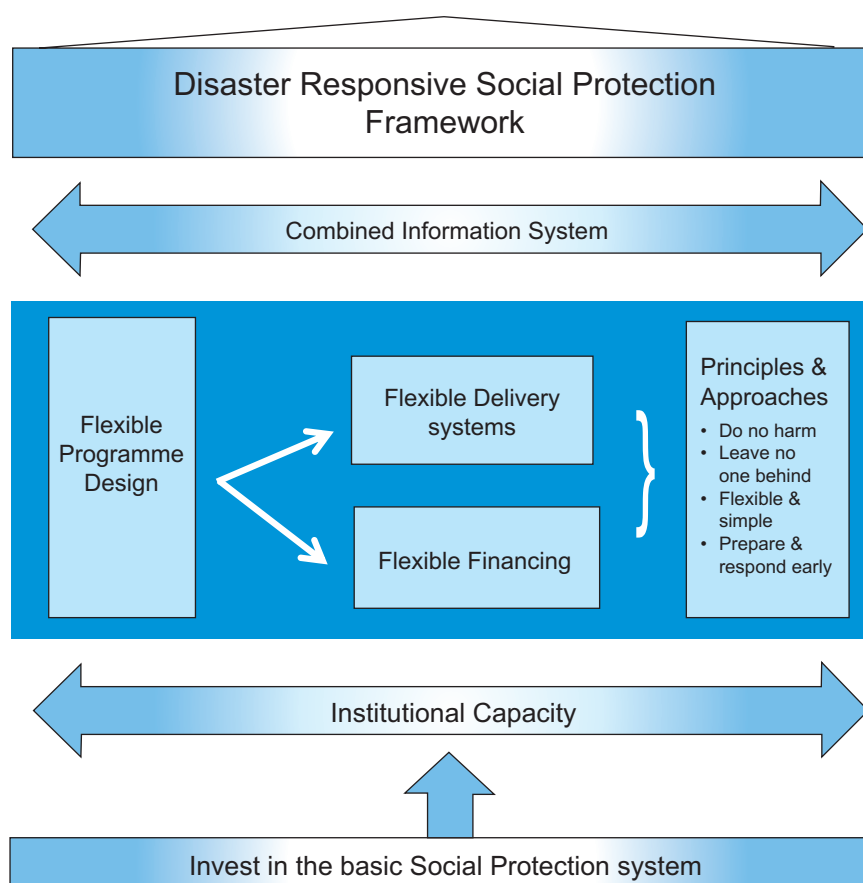 Disaster Responsive Social Protection
Framework
Combined Information System
Flexible
Programme
Design
Flexible Delivery
systems
Flexible Financing
Principles &
Approaches
• Do no harm
• Leave no
one behind
• Flexible &
simple
• Prepare &
respond early
Institutional Capacity
Invest in the basic Social Protection system